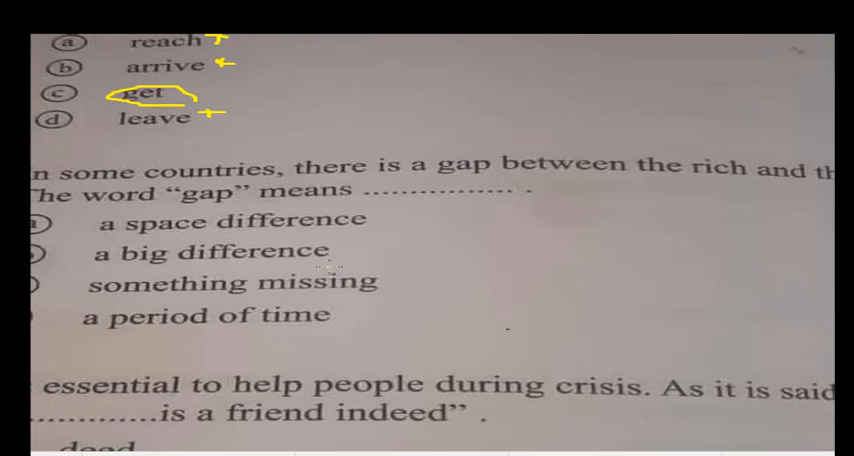 a reach
b arrive
c get
d leave
n some countries, there is a gap between the rich and th
The word “gap” means .................. .
a space difference
a big difference
something missing
a period of time
essential to help people during crisis. As it is said
.............is a friend indeed” .